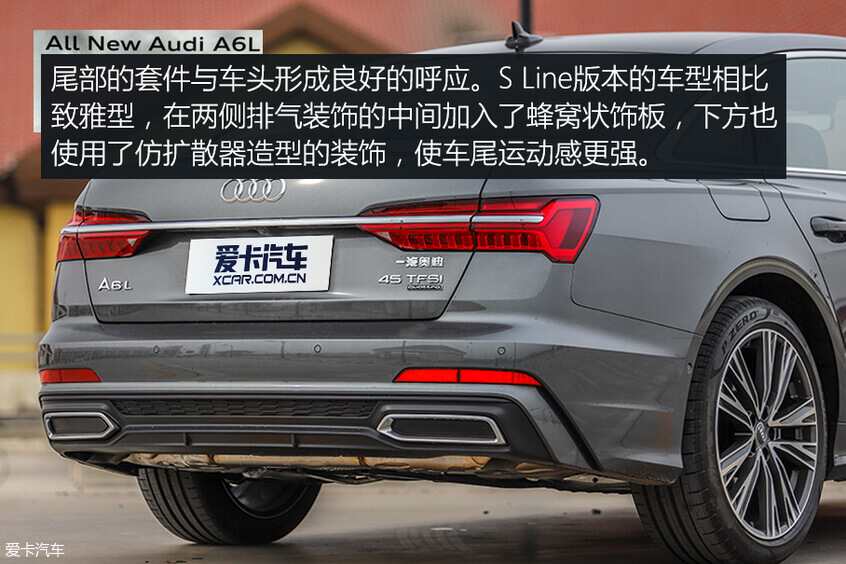 All New Audi A6L
尾部的套件与车头形成良好的呼应。S Line版本的车型相比
致雅型，在两侧排气装饰的中间加入了蜂窝状饰板，下方也
使用了仿扩散器造型的装饰，使车尾运动感更强。
爱卡汽车
XCAR.COM.CN
一汽奥迪
A6L
45 TFSI
quattro
P ZERO
爱卡汽车